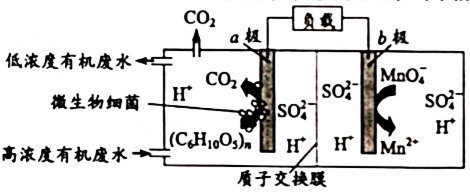 CO₂
负载
a极
b极
低浓度有机废水
CO₂
MnO₄⁻
H⁺
SO₄²⁻
SO₄²⁻
SO₄²⁻
微生物细菌
H⁺
H⁺
H⁺
(C₆H₁₀O₅)ₙ
Mn²⁺
高浓度有机废水
质子交换膜